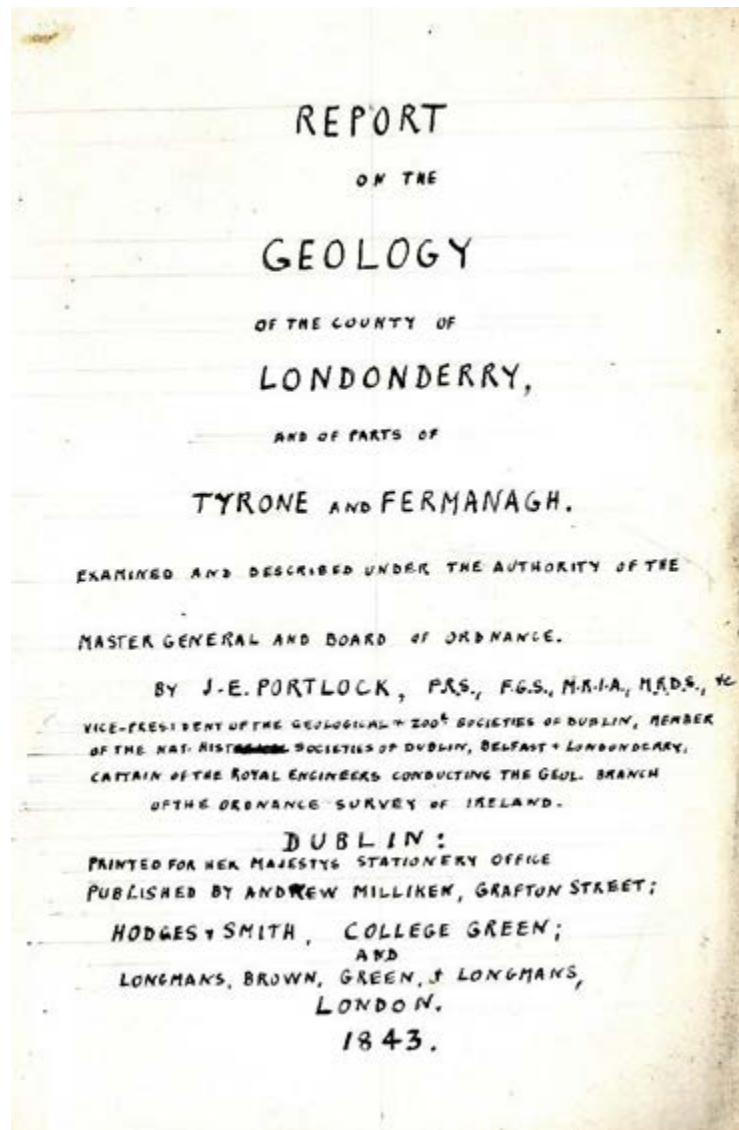 REPORT
ON THE
GEOLOGY
OF THE COUNTY OF
LONDONDERRY,
AND OF PARTS OF
TYRONE AND FERMANAGH.
EXAMINED AND DESCRIBED UNDER THE AUTHORITY OF THE
MASTER GENERAL AND BOARD OF ORDNANCE.
BY J.E. PORTLOCK, F.R.S., F.G.S., M.R.I.A., M.R.D.S., &c
VICE-PRESIDENT OF THE GEOLOGICAL + ZOOL SOCIETIES OF DUBLIN, MEMBER
OF THE NAT. HIST SOCIETIES OF DUBLIN, BELFAST + LONDONDERRY,
CAPTAIN OF THE ROYAL ENGINEERS CONDUCTING THE GEOL. BRANCH
OF THE ORDNANCE SURVEY OF IRELAND.
DUBLIN:
PRINTED FOR HER MAJESTYS STATIONERY OFFICE
PUBLISHED BY ANDREW MILLIKEN, GRAFTON STREET;
HODGES + SMITH, COLLEGE GREEN;
AND
LONGMANS, BROWN, GREEN, + LONGMANS,
LONDON.
1843.